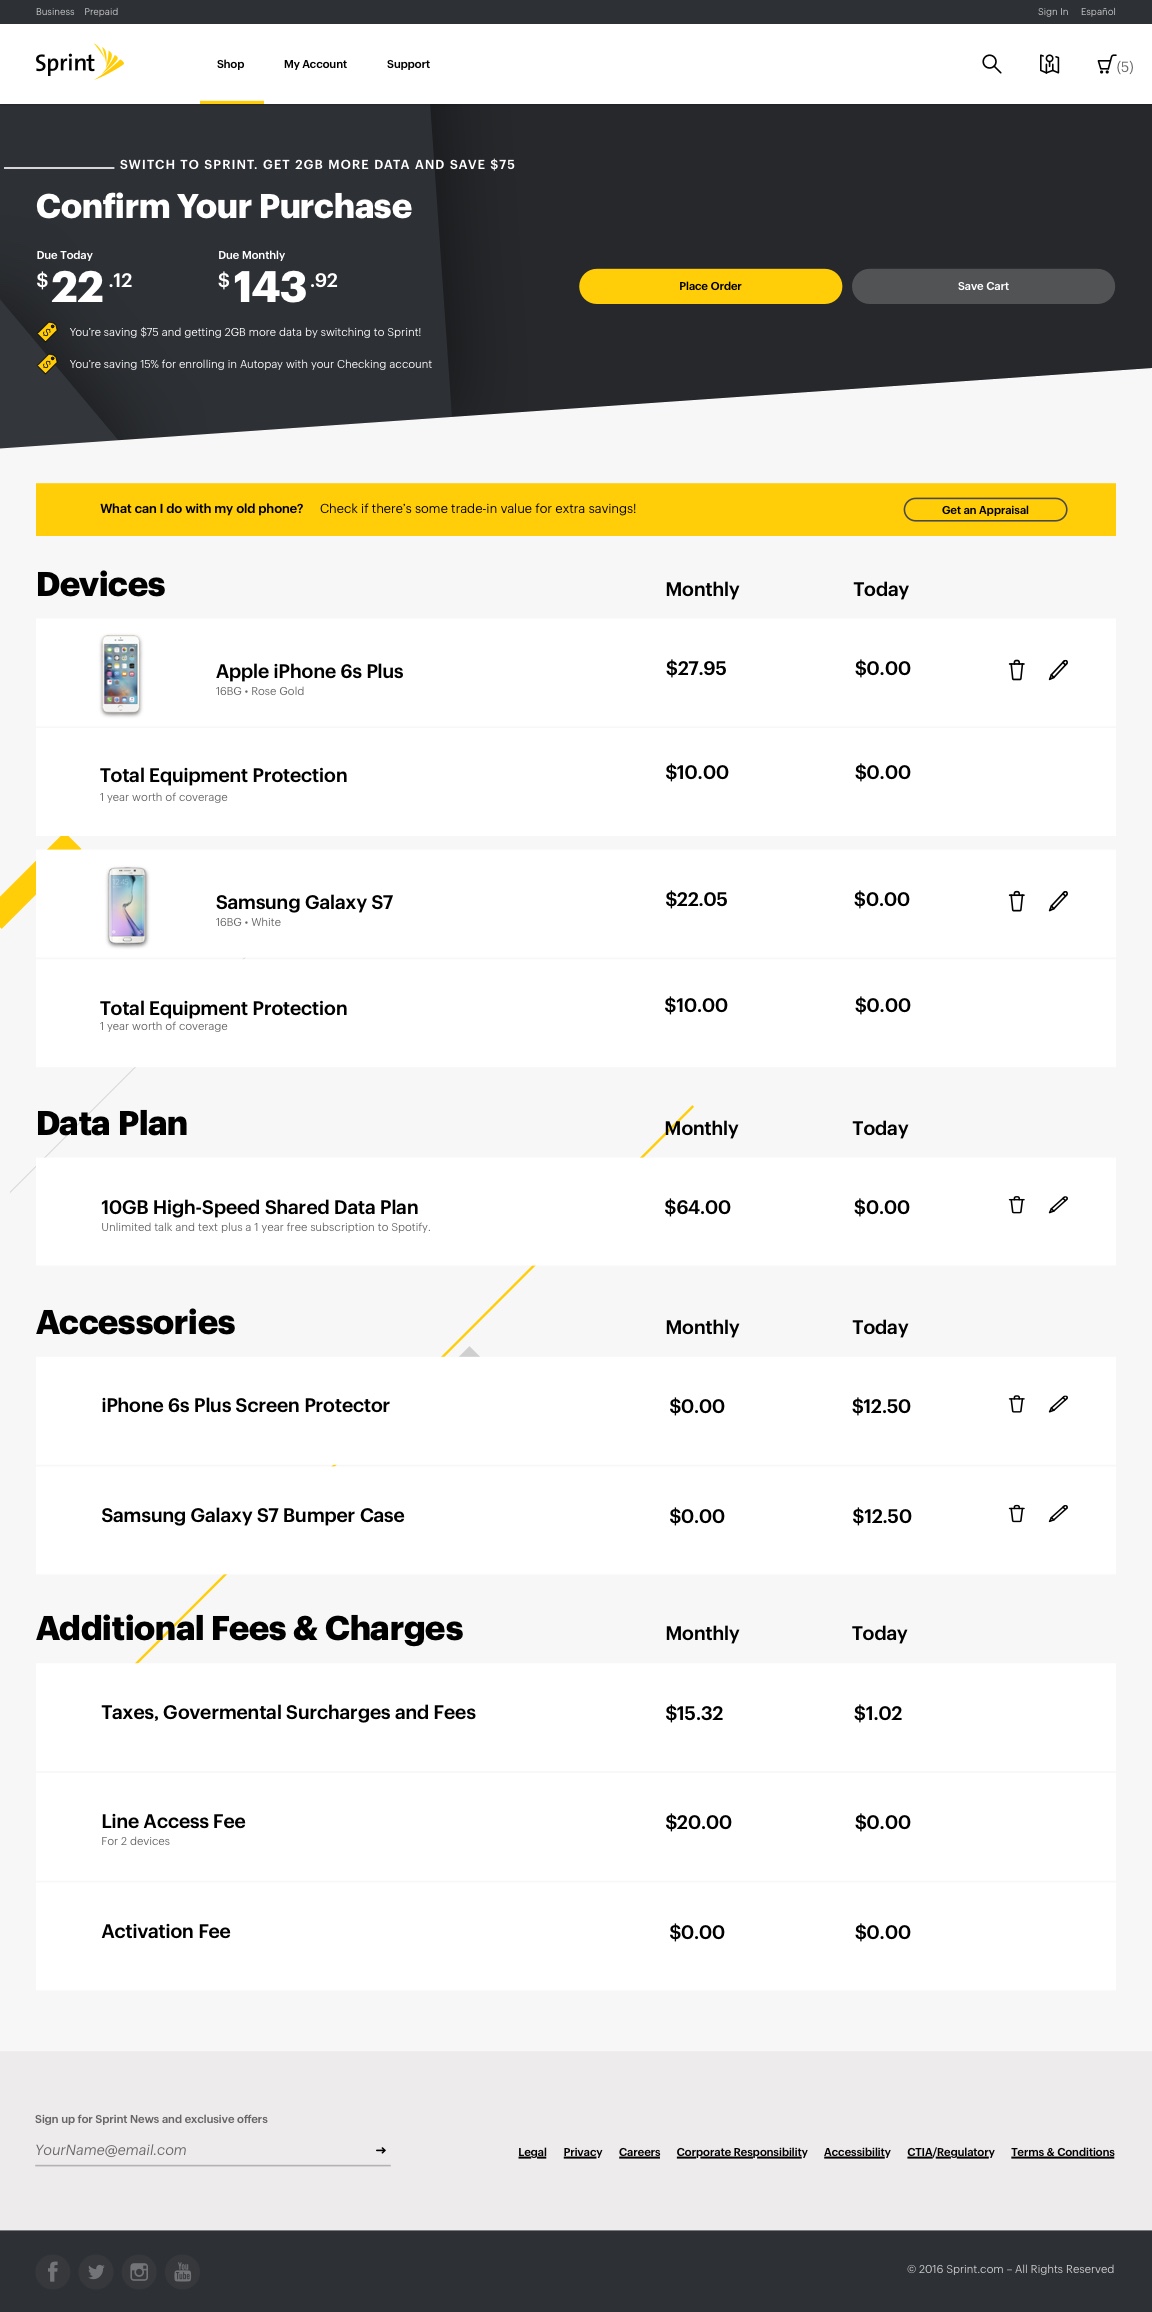 Business Prepaid Sign In Español
Sprint Shop My Account Support (5)
SWITCH TO SPRINT. GET 2GB MORE DATA AND SAVE $75
Confirm Your Purchase
Due Today Due Monthly
$22.12 $143.92
Place Order Save Cart
You're saving $75 and getting 2GB more data by switching to Sprint!
You're saving 15% for enrolling in Autopay with your Checking account
What can I do with my old phone? Check if there's some trade-in value for extra savings! Get an Appraisal
Devices Monthly Today
Apple iPhone 6s Plus $27.95 $0.00
16BG • Rose Gold
Total Equipment Protection $10.00 $0.00
1 year worth of coverage
Samsung Galaxy S7 $22.05 $0.00
16BG • White
Total Equipment Protection $10.00 $0.00
1 year worth of coverage
Data Plan Monthly Today
10GB High-Speed Shared Data Plan $64.00 $0.00
Unlimited talk and text plus a 1 year free subscription to Spotify.
Accessories Monthly Today
iPhone 6s Plus Screen Protector $0.00 $12.50
Samsung Galaxy S7 Bumper Case $0.00 $12.50
Additional Fees & Charges Monthly Today
Taxes, Govermental Surcharges and Fees $15.32 $1.02
Line Access Fee $20.00 $0.00
For 2 devices
Activation Fee $0.00 $0.00
Sign up for Sprint News and exclusive offers
YourName@email.com
Legal Privacy Careers Corporate Responsibility Accessibility CTIA/Regulatory Terms & Conditions
You
Tube
© 2016 Sprint.com – All Rights Reserved